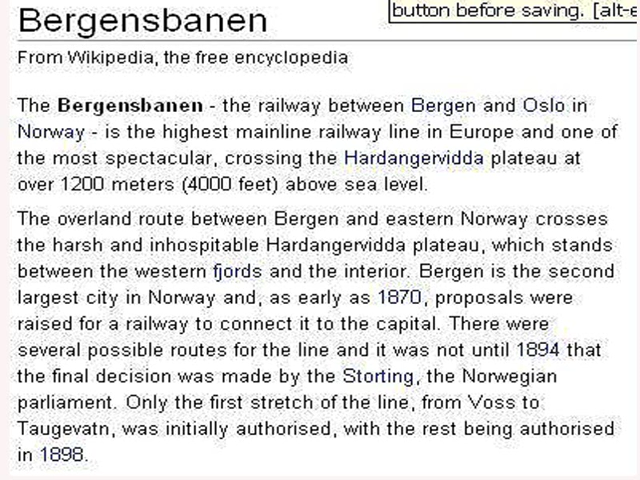 Bergensbanen
button before saving. [alt-
From Wikipedia, the free encyclopedia
The Bergensbanen - the railway between Bergen and Oslo in
Norway - is the highest mainline railway line in Europe and one of
the most spectacular, crossing the Hardangervidda plateau at
over 1200 meters (4000 feet) above sea level.
The overland route between Bergen and eastern Norway crosses
the harsh and inhospitable Hardangervidda plateau, which stands
between the western fjords and the interior. Bergen is the second
largest city in Norway and, as early as 1870, proposals were
raised for a railway to connect it to the capital. There were
several possible routes for the line and it was not until 1894 that
the final decision was made by the Storting, the Norwegian
parliament. Only the first stretch of the line, from Voss to
Taugevatn, was initially authorised, with the rest being authorised
in 1898.